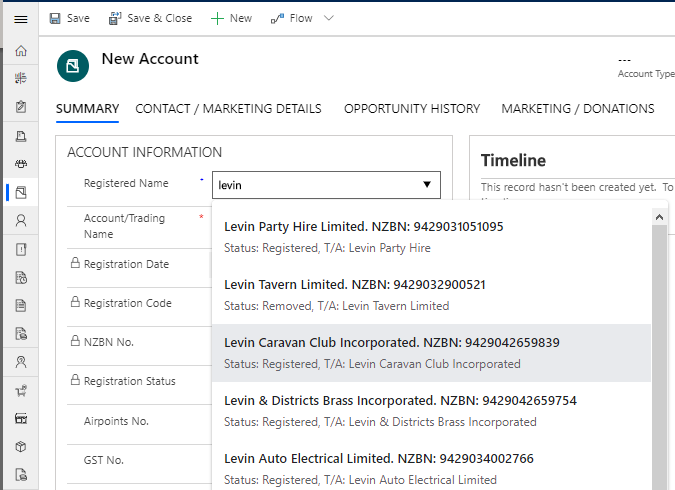 Save
Save & Close
New
Flow
New Account
---
Account Type
SUMMARY
CONTACT / MARKETING DETAILS
OPPORTUNITY HISTORY
MARKETING / DONATIONS
ACCOUNT INFORMATION
Registered Name
levin
Account/Trading
Name
*
Registration Date
Registration Code
NZBN No.
Registration Status
Airpoints No.
GST No.
Levin Party Hire Limited. NZBN: 9429031051095
Status: Registered, T/A: Levin Party Hire
Levin Tavern Limited. NZBN: 9429032900521
Status: Removed, T/A: Levin Tavern Limited
Levin Caravan Club Incorporated. NZBN: 9429042659839
Status: Registered, T/A: Levin Caravan Club Incorporated
Levin & Districts Brass Incorporated. NZBN: 9429042659754
Status: Registered, T/A: Levin & Districts Brass Incorporated
Levin Auto Electrical Limited. NZBN: 9429034002766
Status: Registered, T/A: Levin Auto Electrical Limited
Timeline
This record hasn't been created yet. To